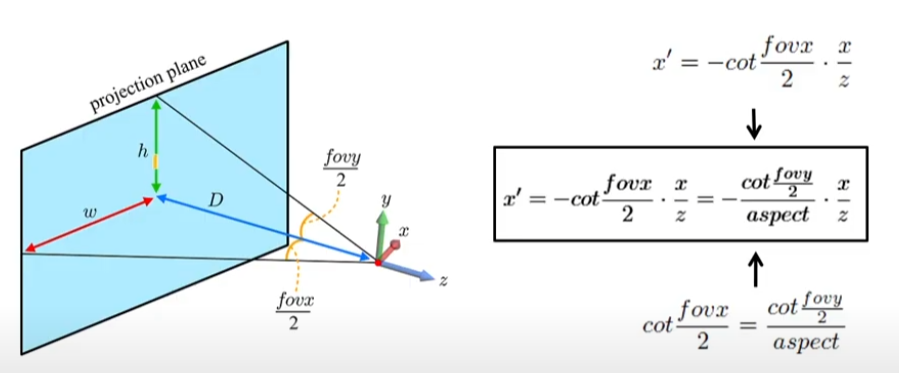 projection plane
h
w
D
fovy/2
fovx/2
y
x
z
x′ = −cot fovx/2 · x/z
x′ = −cot fovx/2 · x/z = − cot fovy/2 / aspect · x/z
cot fovx/2 = cot fovy/2 / aspect